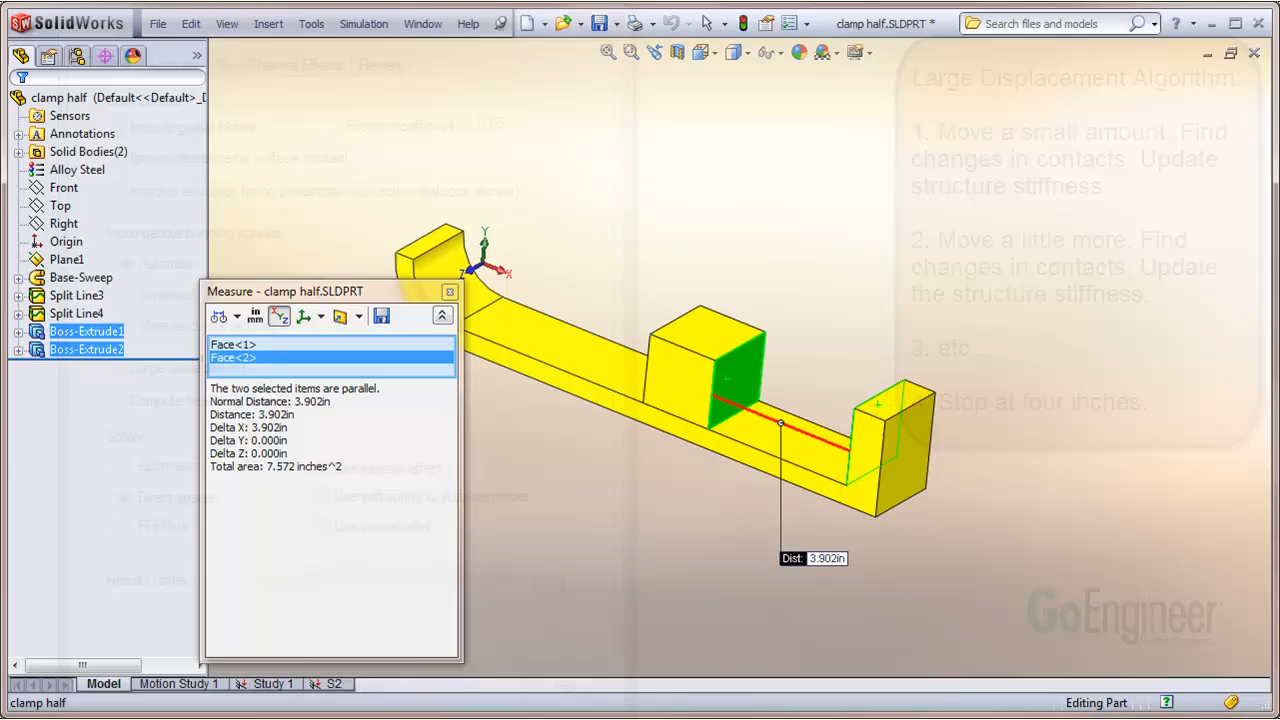 SolidWorks
File Edit View Insert Tools Simulation Window Help
clamp half.SLDPRT *
Search files and models
clamp half (Default<<Default>_D
Sensors
Annotations
Solid Bodies(2)
Alloy Steel
Front
Top
Right
Origin
Plane1
Base-Sweep
Split Line3
Split Line4
Boss-Extrude1
Boss-Extrude2
Measure - clamp half.SLDPRT
in
mm
Face<1>
Face<2>
The two selected items are parallel.
Normal Distance: 3.902in
Distance: 3.902in
Delta X: 3.902in
Delta Y: 0.000in
Delta Z: 0.000in
Total area: 7.572 inches^2
Y
Z
X
Dist: 3.902in
Large Displacement Algorithm:
1. Move a small amount. Find
changes in contacts. Update
structure stiffness.
2. Move a little more. Find
changes in contacts. Update
the structure stiffness.
3. etc...
Stop at four inches.
GoEngineer
Model Motion Study 1 Study 1 S2
clamp half
Editing Part